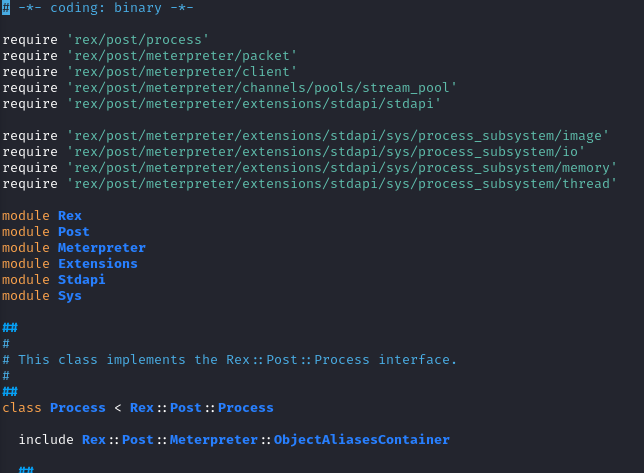 # -*- coding: binary -*-
require 'rex/post/process'
require 'rex/post/meterpreter/packet'
require 'rex/post/meterpreter/client'
require 'rex/post/meterpreter/channels/pools/stream_pool'
require 'rex/post/meterpreter/extensions/stdapi/stdapi'
require 'rex/post/meterpreter/extensions/stdapi/sys/process_subsystem/image'
require 'rex/post/meterpreter/extensions/stdapi/sys/process_subsystem/io'
require 'rex/post/meterpreter/extensions/stdapi/sys/process_subsystem/memory'
require 'rex/post/meterpreter/extensions/stdapi/sys/process_subsystem/thread'
module Rex
module Post
module Meterpreter
module Extensions
module Stdapi
module Sys
##
#
# This class implements the Rex::Post::Process interface.
#
##
class Process < Rex::Post::Process
include Rex::Post::Meterpreter::ObjectAliasesContainer
##